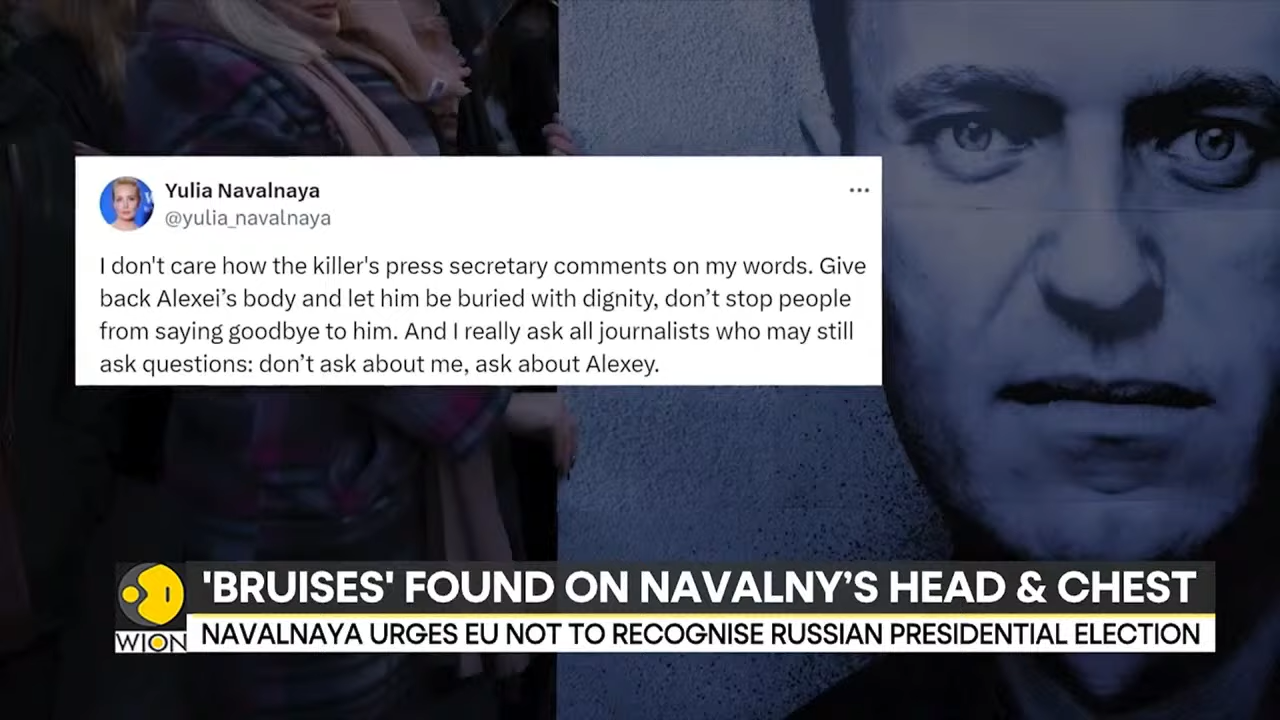 Yulia Navalnaya
@yulia_navalnaya
I don't care how the killer's press secretary comments on my words. Give
back Alexei’s body and let him be buried with dignity, don’t stop people
from saying goodbye to him. And I really ask all journalists who may still
ask questions: don’t ask about me, ask about Alexey.
'BRUISES' FOUND ON NAVALNY’S HEAD & CHEST
WION
NAVALNAYA URGES EU NOT TO RECOGNISE RUSSIAN PRESIDENTIAL ELECTION